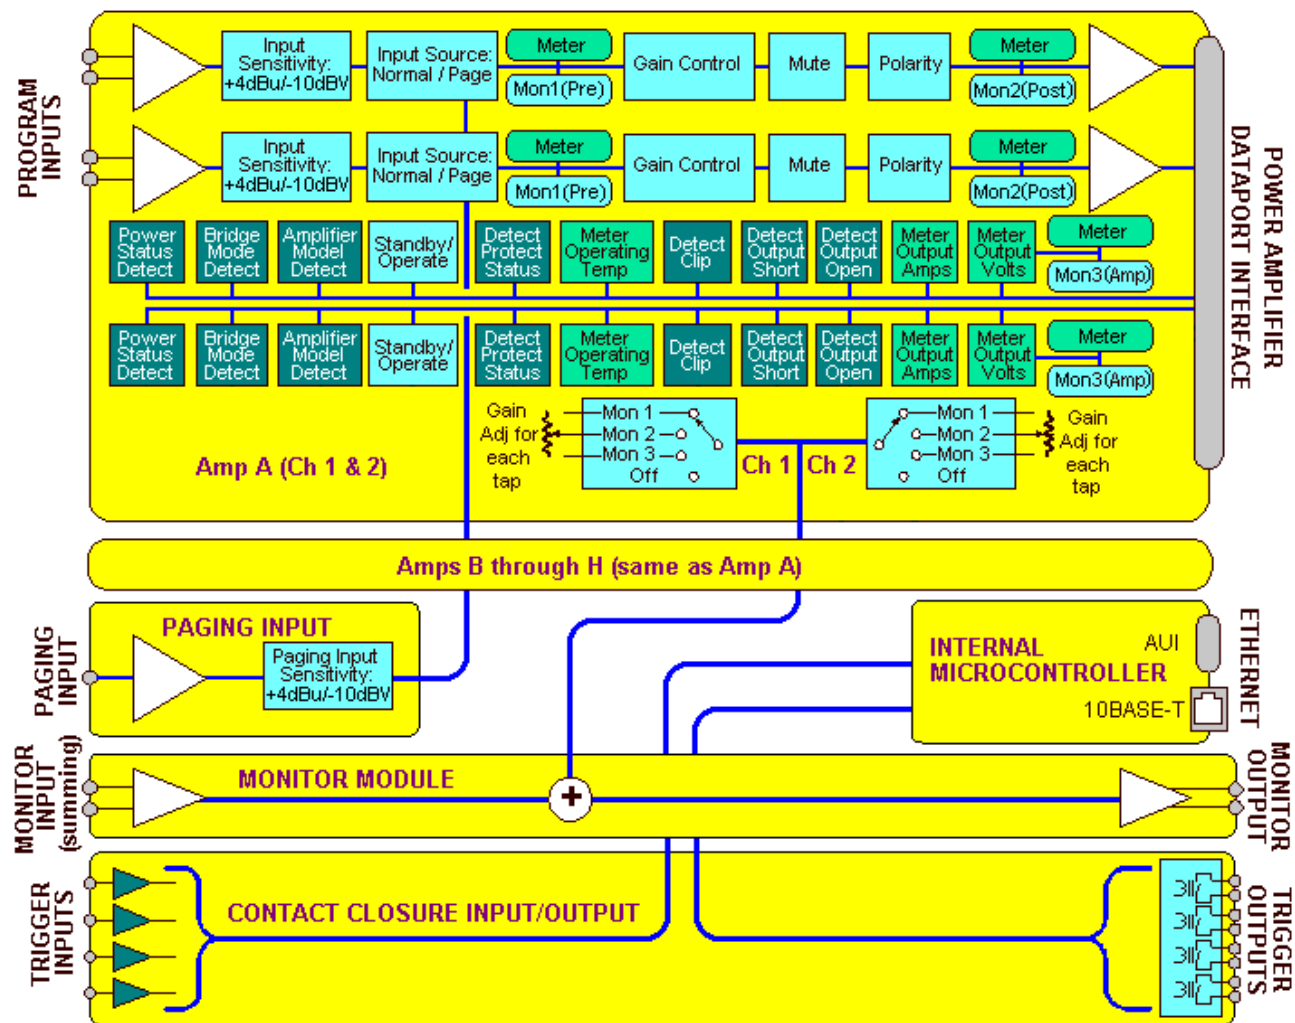 PROGRAM
INPUTS
Input
Sensitivity:
+4dBu/-10dBV
Input Source:
Normal / Page
Meter
Mon1(Pre)
Gain Control
Mute
Polarity
Meter
Mon2(Post)
Input
Sensitivity:
+4dBu/-10dBV
Input Source:
Normal / Page
Meter
Mon1(Pre)
Gain Control
Mute
Polarity
Meter
Mon2(Post)
POWER AMPLIFIER
DATAPORT INTERFACE
Power
Status
Detect
Bridge
Mode
Detect
Amplifier
Model
Detect
Standby/
Operate
Detect
Protect
Status
Meter
Operating
Temp
Detect
Clip
Detect
Output
Short
Detect
Output
Open
Meter
Output
Amps
Meter
Output
Volts
Meter
Mon3(Amp)
Power
Status
Detect
Bridge
Mode
Detect
Amplifier
Model
Detect
Standby/
Operate
Detect
Protect
Status
Meter
Operating
Temp
Detect
Clip
Detect
Output
Short
Detect
Output
Open
Meter
Output
Amps
Meter
Output
Volts
Meter
Mon3(Amp)
Amp A (Ch 1 & 2)
Gain
Adj for
each
tap
Mon 1
Mon 2
Mon 3
Off
Ch 1
Ch 2
Mon 1
Mon 2
Mon 3
Off
Gain
Adj for
each
tap
Amps B through H (same as Amp A)
PAGING
INPUT
PAGING INPUT
Paging Input
Sensitivity:
+4dBu/-10dBV
INTERNAL
MICROCONTROLLER
AUI
10BASE-T
ETHERNET
MONITOR
INPUT
(summing)
MONITOR MODULE
+
MONITOR
OUTPUT
TRIGGER
INPUTS
CONTACT CLOSURE INPUT/OUTPUT
TRIGGER
OUTPUTS